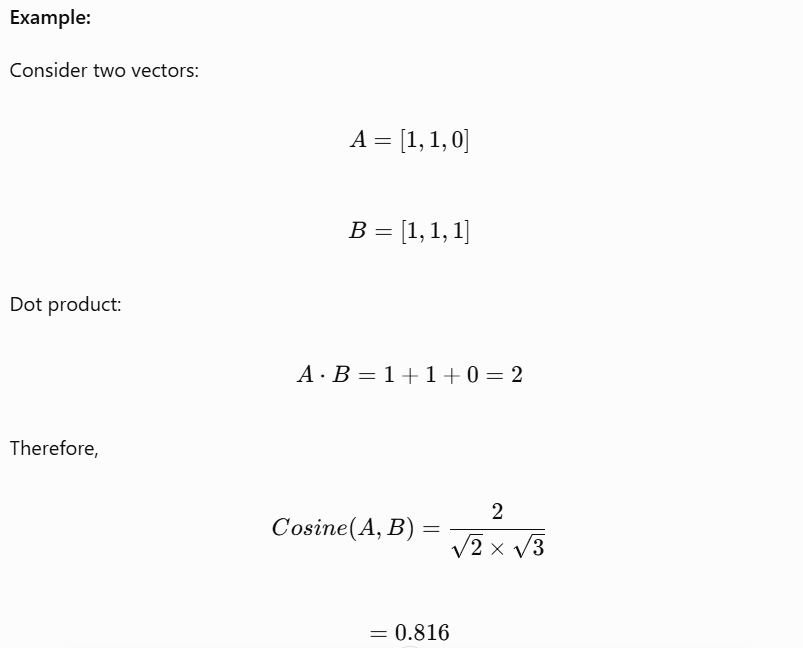 Example:
Consider two vectors:
A = [1, 1, 0]
B = [1, 1, 1]
Dot product:
A · B = 1 + 1 + 0 = 2
Therefore,
Cosine(A, B) = 2 / (√2 × √3)
= 0.816